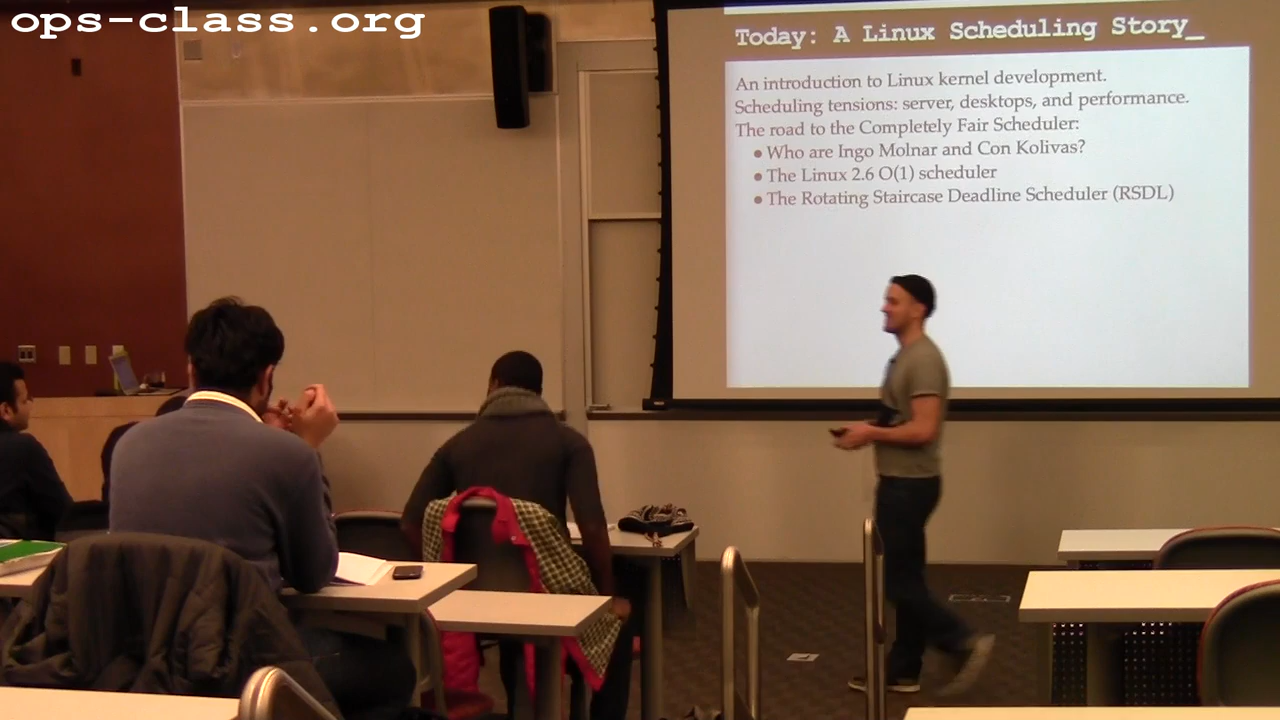 ops-class.org
Today: A Linux Scheduling Story_
An introduction to Linux kernel development.
Scheduling tensions: server, desktops, and performance.
The road to the Completely Fair Scheduler:
• Who are Ingo Molnar and Con Kolivas?
• The Linux 2.6 O(1) scheduler
• The Rotating Staircase Deadline Scheduler (RSDL)